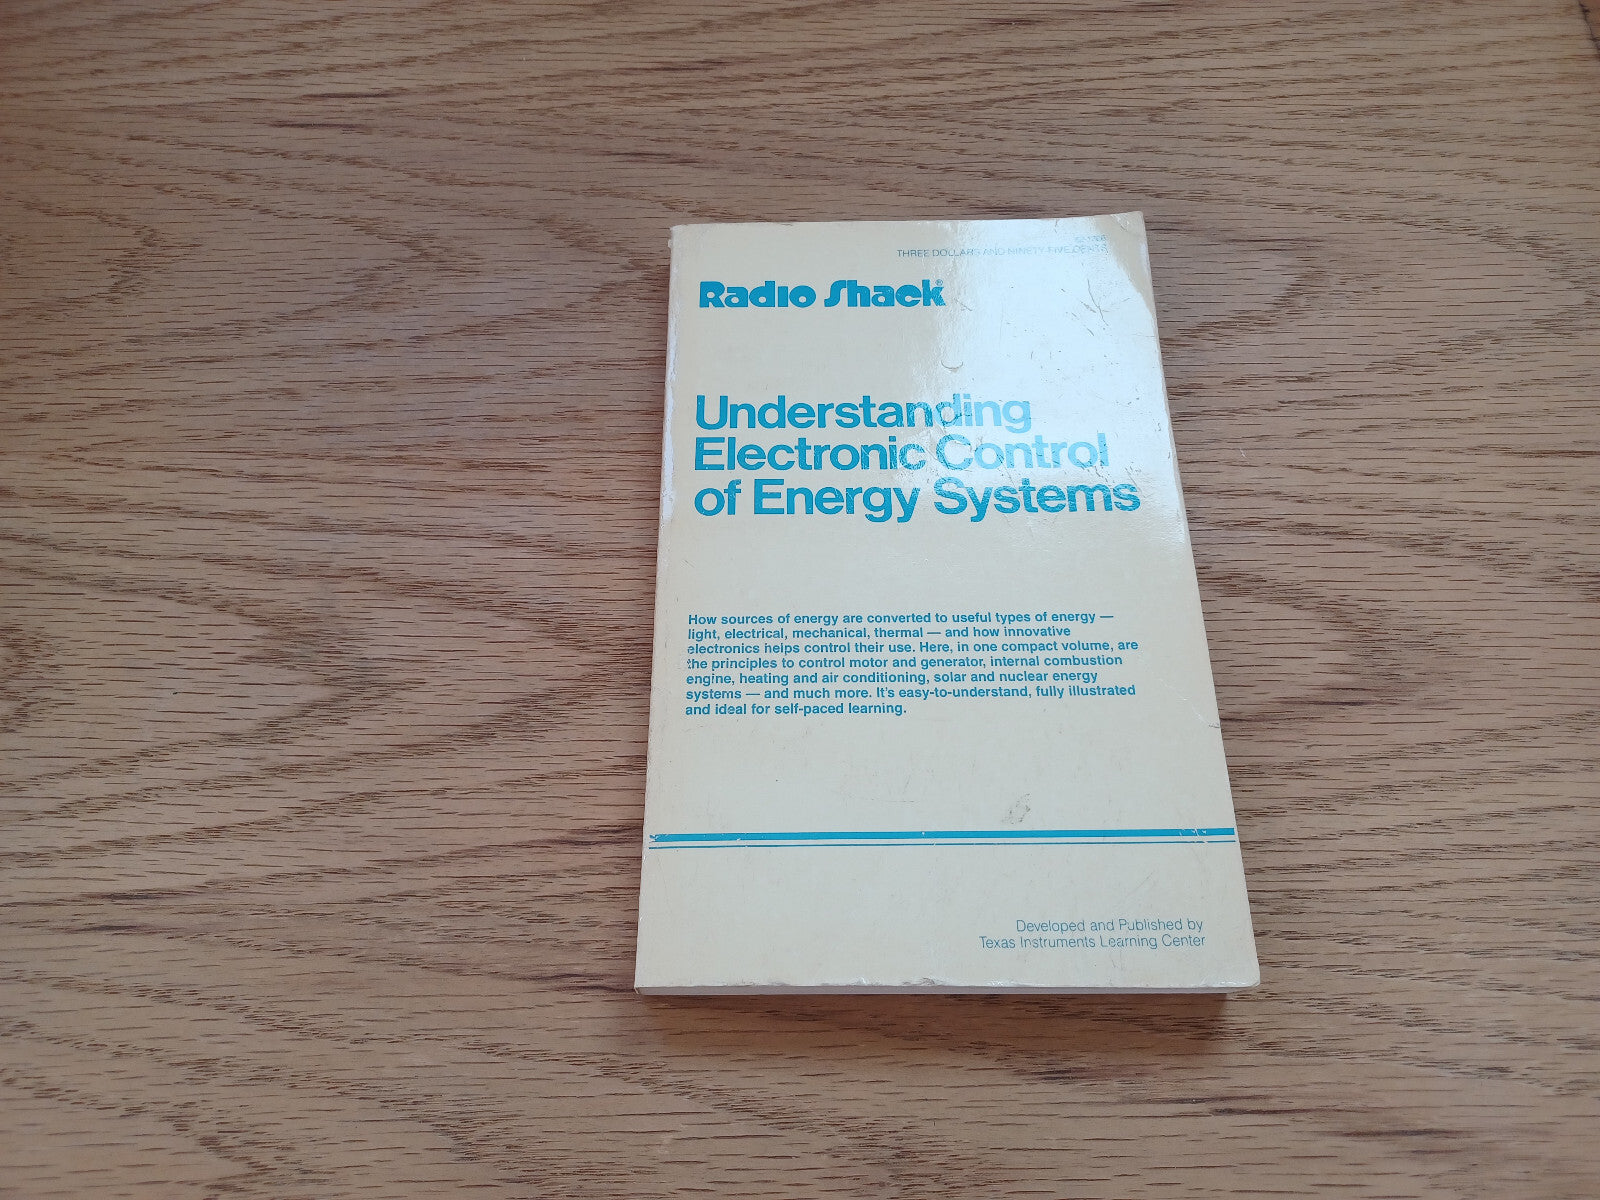 THREE DOLLARS AND NINETY-FIVE CENTS
Radio Shack®
Understanding
Electronic Control
of Energy Systems
How sources of energy are converted to useful types of energy —
light, electrical, mechanical, thermal — and how innovative
electronics helps control their use. Here, in one compact volume, are
the principles to control motor and generator, internal combustion
engine, heating and air conditioning, solar and nuclear energy
systems — and much more. It's easy-to-understand, fully illustrated
and ideal for self-paced learning.
Developed and Published by
Texas Instruments Learning Center